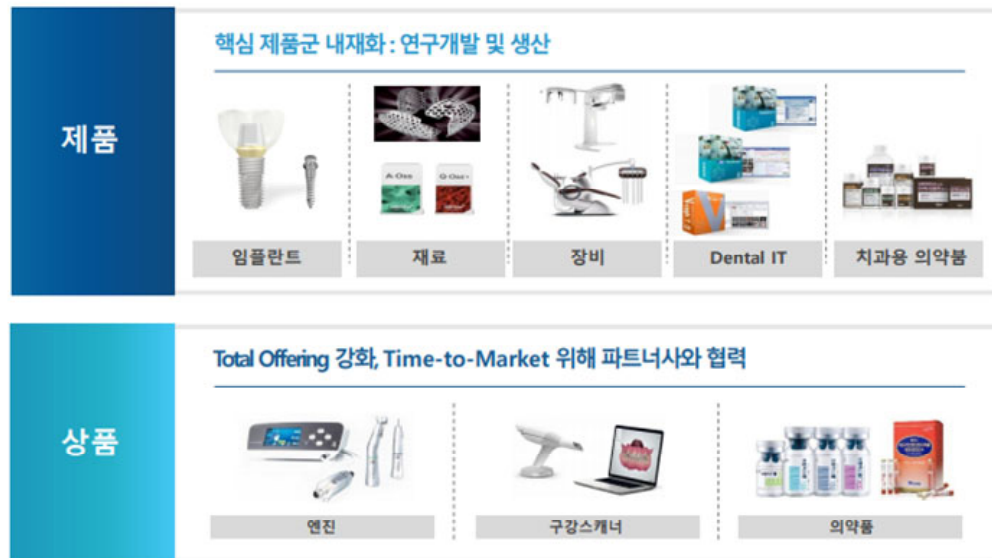 핵심 제품군 내재화 : 연구개발 및 생산
제품
A-Oss
Q-Oss+
임플란트
재료
장비
Dental IT
치과용 의약붐
Total Offering 강화, Time-to-Market 위해 파트너사와 협력
상품
엔진
구강스캐너
의약품